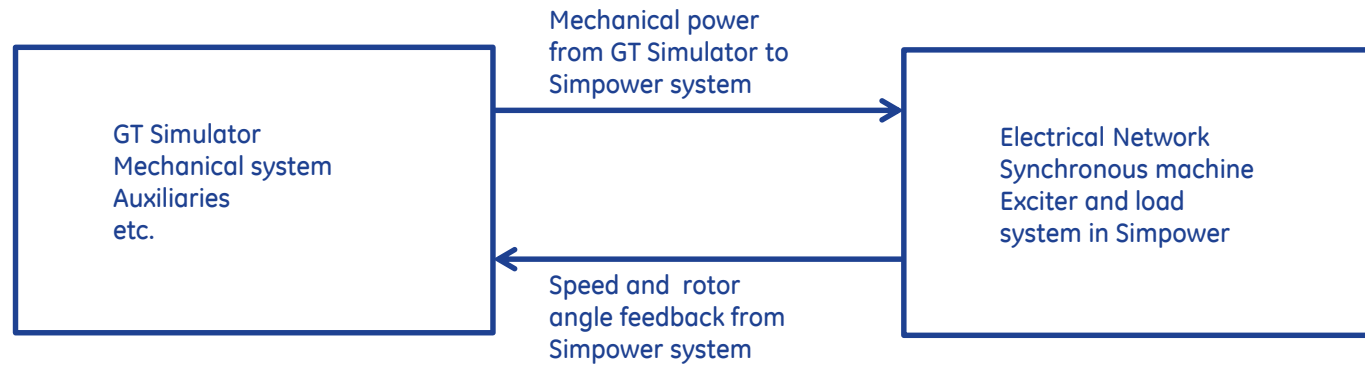 Mechanical power
from GT Simulator to
Simpower system
GT Simulator
Mechanical system
Auxiliaries
etc.
Electrical Network
Synchronous machine
Exciter and load
system in Simpower
Speed and rotor
angle feedback from
Simpower system